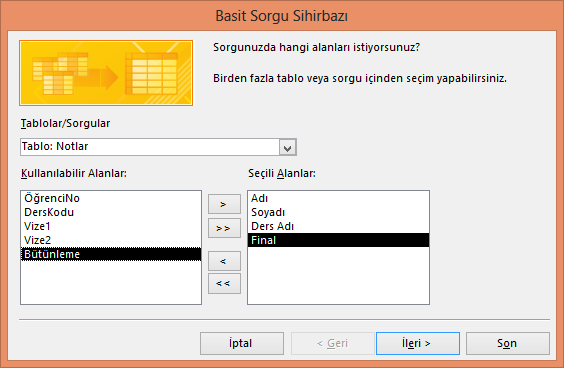 Basit Sorgu Sihirbazı
Sorgunuzda hangi alanları istiyorsunuz?
Birden fazla tablo veya sorgu içinden seçim yapabilirsiniz.
Tablolar/Sorgular
Tablo: Notlar
Kullanılabilir Alanlar:
Seçili Alanlar:
ÖğrenciNo
DersKodu
Vize1
Vize2
Bütünleme
>
>>
<
<<
Adı
Soyadı
Ders Adı
Final
İptal
< Geri
İleri >
Son